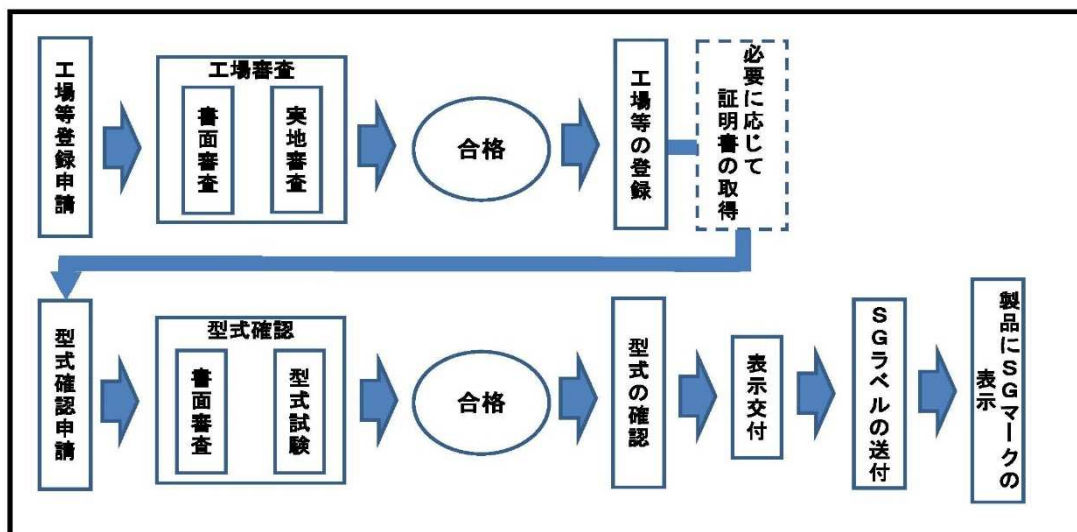 工場等登録申請
工場審査
書面審査
実地審査
合格
工場等の登録
必要に応じて
証明書の取得
型式確認申請
型式確認
書面審査
型式試験
合格
型式の確認
表示交付
SGラベルの送付
製品にSGマークの
表示